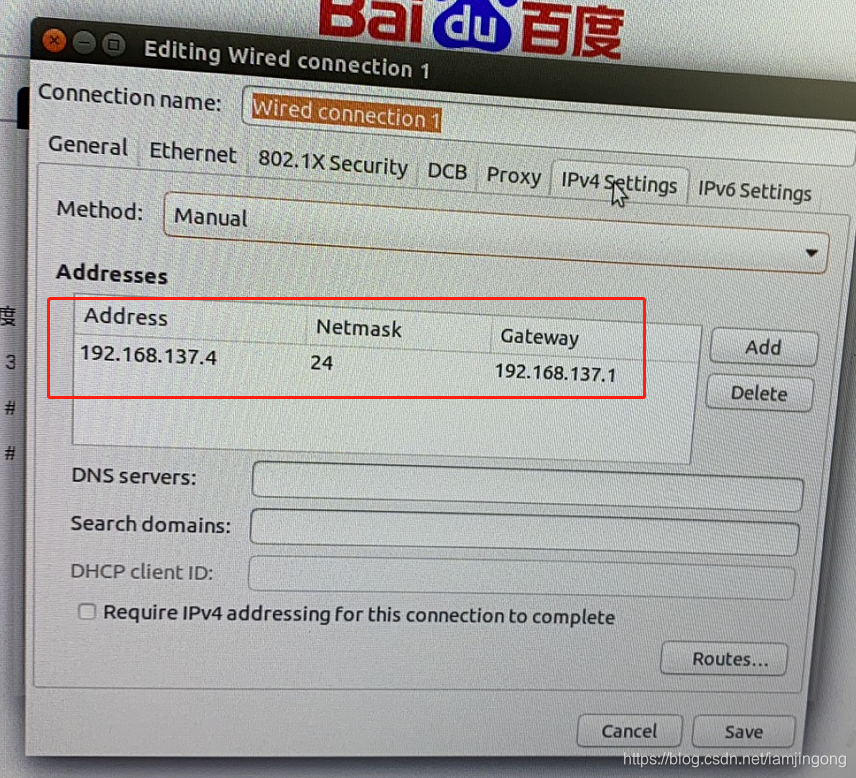 Bai du 百度
Editing Wired connection 1
Connection name: Wired connection 1
General Ethernet 802.1X Security DCB Proxy IPv4 Settings IPv6 Settings
Method: Manual
Addresses
Address Netmask Gateway
192.168.137.4 24 192.168.137.1
Add
Delete
度
3
#
#
DNS servers:
Search domains:
DHCP client ID:
Require IPv4 addressing for this connection to complete
Routes...
Cancel Save
https://blog.csdn.net/iamjingong